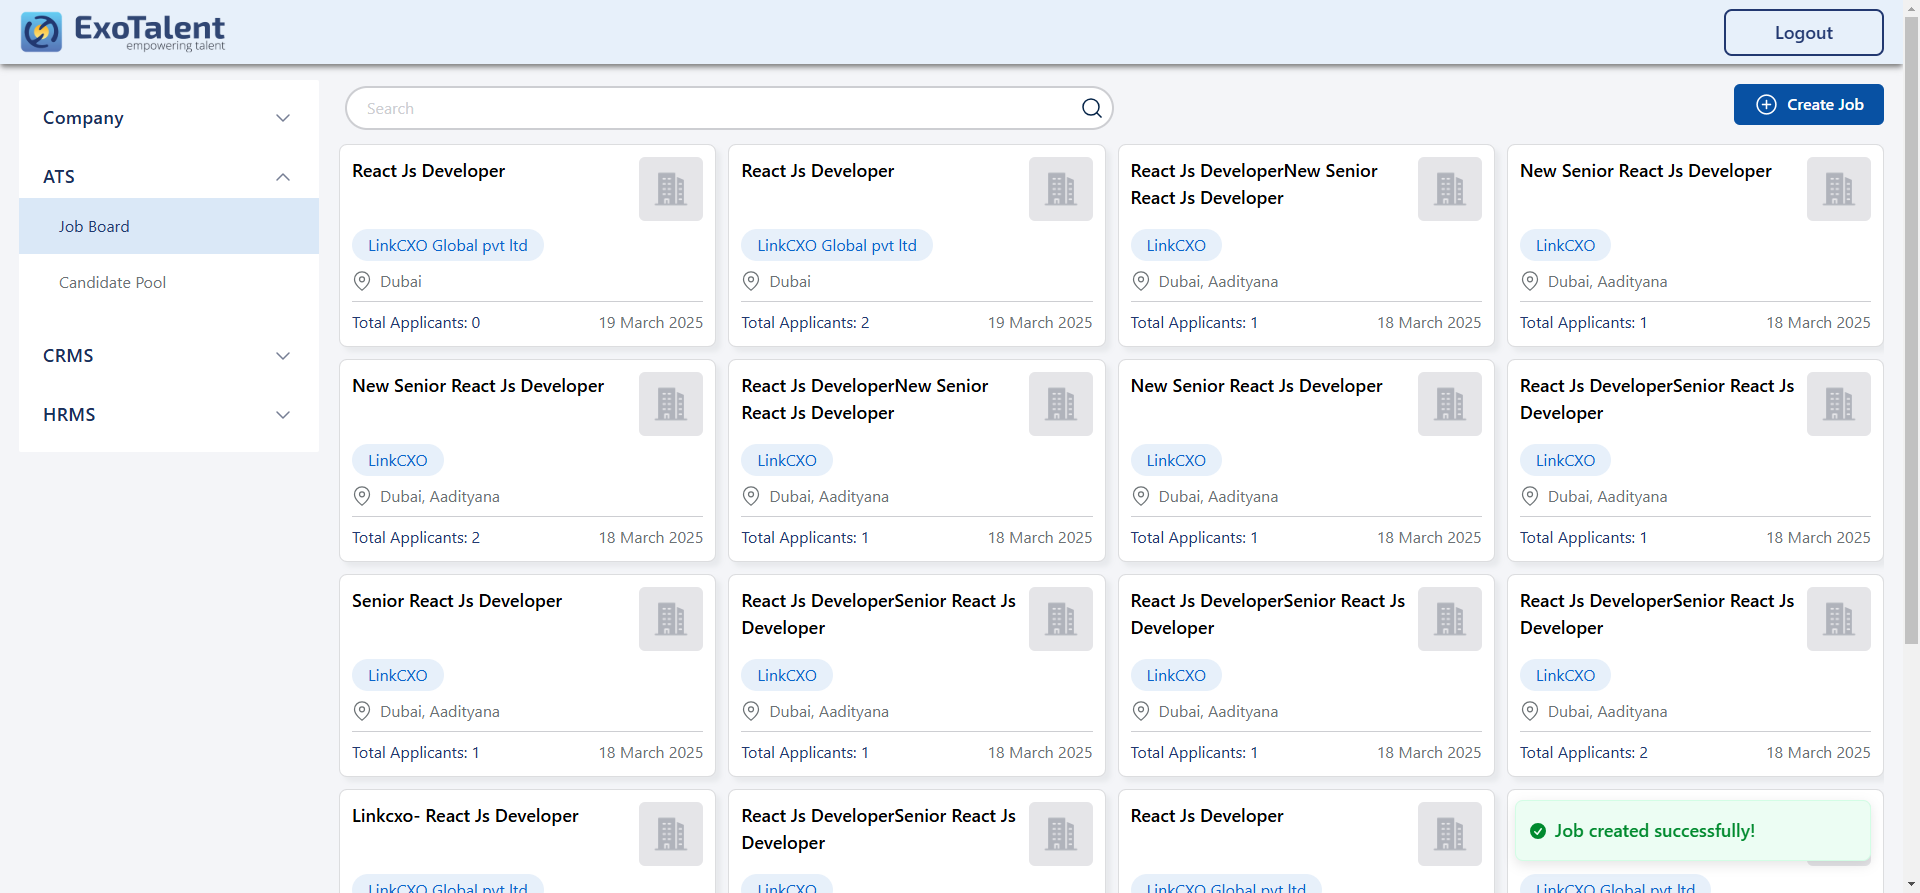 ExoTalent
empowering talent
Logout
Company
ATS
Job Board
Candidate Pool
CRMS
HRMS
Search
Create Job
React Js Developer
LinkCXO Global pvt ltd
Dubai
Total Applicants: 0
19 March 2025
React Js Developer
LinkCXO Global pvt ltd
Dubai
Total Applicants: 2
19 March 2025
React Js DeveloperNew Senior
React Js Developer
LinkCXO
Dubai, Aadityana
Total Applicants: 1
18 March 2025
New Senior React Js Developer
LinkCXO
Dubai, Aadityana
Total Applicants: 1
18 March 2025
New Senior React Js Developer
LinkCXO
Dubai, Aadityana
Total Applicants: 2
18 March 2025
React Js DeveloperNew Senior
React Js Developer
LinkCXO
Dubai, Aadityana
Total Applicants: 1
18 March 2025
New Senior React Js Developer
LinkCXO
Dubai, Aadityana
Total Applicants: 1
18 March 2025
React Js DeveloperSenior React Js
Developer
LinkCXO
Dubai, Aadityana
Total Applicants: 1
18 March 2025
Senior React Js Developer
LinkCXO
Dubai, Aadityana
Total Applicants: 1
18 March 2025
React Js DeveloperSenior React Js
Developer
LinkCXO
Dubai, Aadityana
Total Applicants: 1
18 March 2025
React Js DeveloperSenior React Js
Developer
LinkCXO
Dubai, Aadityana
Total Applicants: 1
18 March 2025
React Js DeveloperSenior React Js
Developer
LinkCXO
Dubai, Aadityana
Total Applicants: 2
18 March 2025
Linkcxo- React Js Developer
LinkCXO Global pvt ltd
React Js DeveloperSenior React Js
Developer
LinkCXO
React Js Developer
LinkCXO Global pvt ltd
Job created successfully!
LinkCXO Global pvt ltd